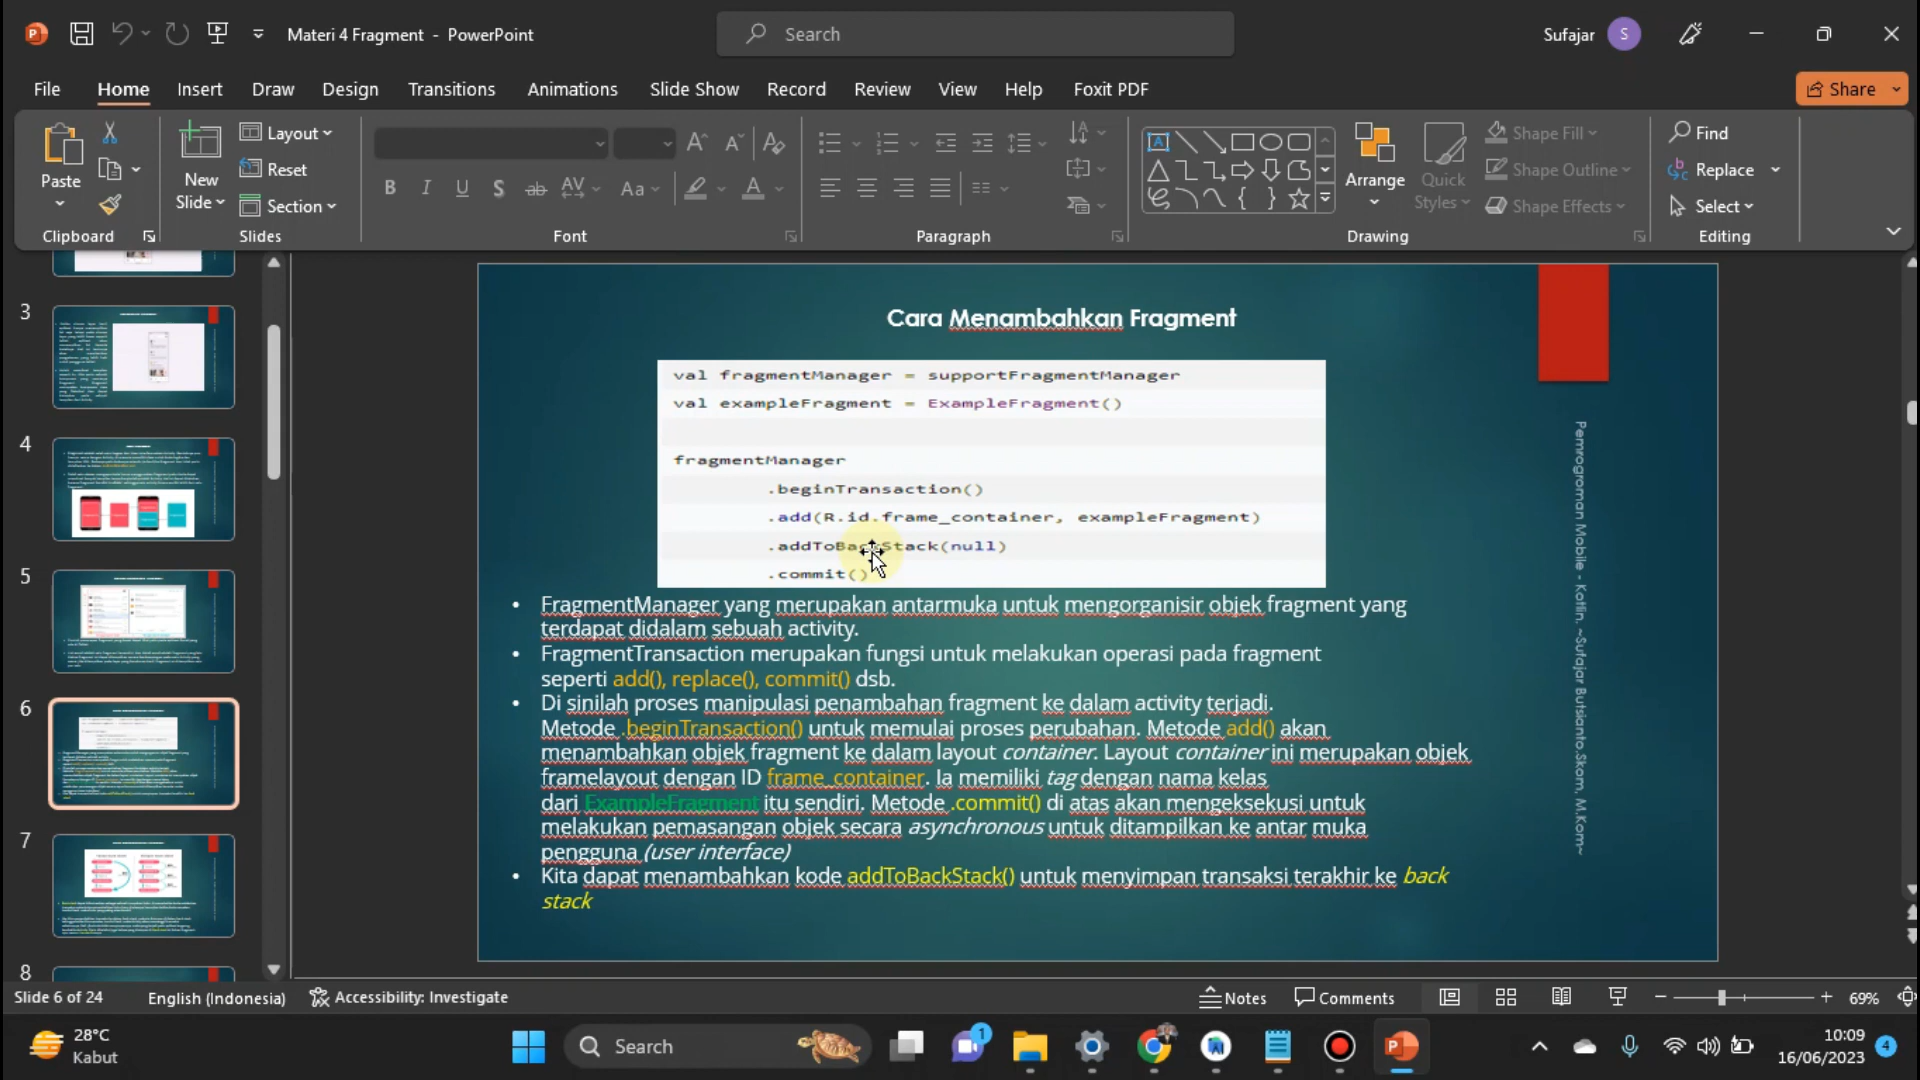 Materi 4 Fragment - PowerPoint
Search
Sufajar
S
File Home Insert Draw Design Transitions Animations Slide Show Record Review View Help Foxit PDF
Share
Paste
Clipboard
New Slide
Layout
Reset
Section
Slides
Font
Paragraph
Arrange
Quick Styles
Shape Fill
Shape Outline
Shape Effects
Drawing
Find
Replace
Select
Editing
3
4
5
6
7
8
Cara Menambahkan Fragment
val fragmentManager = supportFragmentManager
val exampleFragment = ExampleFragment()
fragmentManager
.beginTransaction()
.add(R.id.frame_container, exampleFragment)
.addToBackStack(null)
.commit()
• FragmentManager yang merupakan antarmuka untuk mengorganisir objek fragment yang
terdapat didalam sebuah activity.
• FragmentTransaction merupakan fungsi untuk melakukan operasi pada fragment
seperti add(), replace(), commit() dsb.
• Di sinilah proses manipulasi penambahan fragment ke dalam activity terjadi.
Metode .beginTransaction() untuk memulai proses perubahan. Metode add() akan
menambahkan objek fragment ke dalam layout container. Layout container ini merupakan objek
framelayout dengan ID frame_container. Ia memiliki tag dengan nama kelas
dari ExampleFragment itu sendiri. Metode .commit() di atas akan mengeksekusi untuk
melakukan pemasangan objek secara asynchronous untuk ditampilkan ke antar muka
pengguna (user interface)
• Kita dapat menambahkan kode addToBackStack() untuk menyimpan transaksi terakhir ke back
stack
Pemrograman Mobile - Kotlin. ~Sufajar Butsianto.Skom, M.Kom~
Slide 6 of 24
English (Indonesia)
Accessibility: Investigate
Notes
Comments
69%
28°C
Kabut
Search
1
10:09
16/06/2023
4